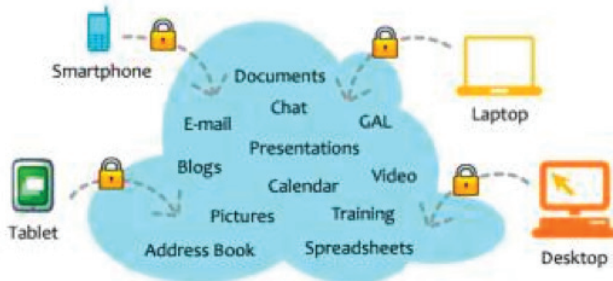 Smartphone
Documents
Laptop
Chat
E-mail
GAL
Presentations
Blogs
Video
Calendar
Tablet
Pictures
Training
Address Book
Spreadsheets
Desktop